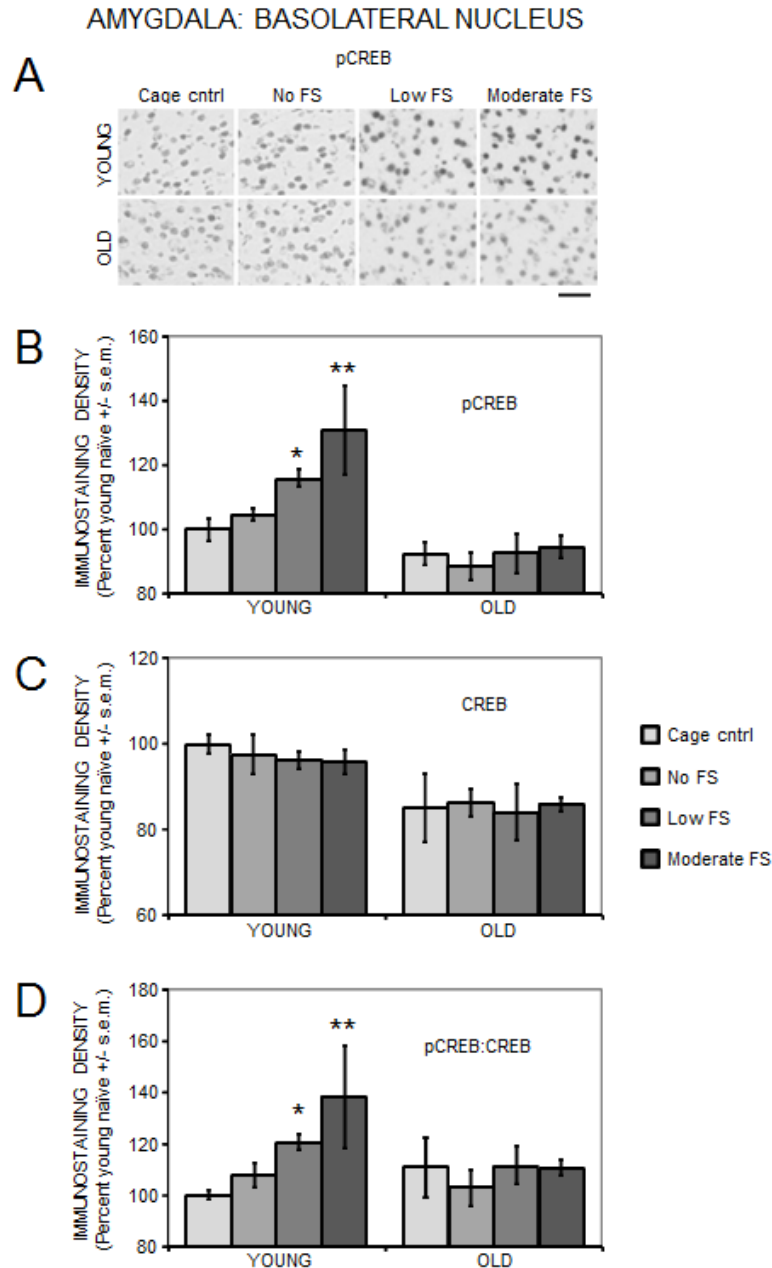 AMYGDALA: BASOLATERAL NUCLEUS
A
pCREB
Cage cntrl No FS Low FS Moderate FS
YOUNG
OLD
B
IMMUNOSTAINING DENSITY
(Percent young naïve +/- s.e.m.)
160
140
120
100
80
* **
pCREB
YOUNG OLD
C
IMMUNOSTAINING DENSITY
(Percent young naïve +/- s.e.m.)
120
100
80
60
CREB
YOUNG OLD
Cage cntrl
No FS
Low FS
Moderate FS
D
IMMUNOSTAINING DENSITY
(Percent young naïve +/- s.e.m.)
180
160
140
120
100
80
* **
pCREB:CREB
YOUNG OLD